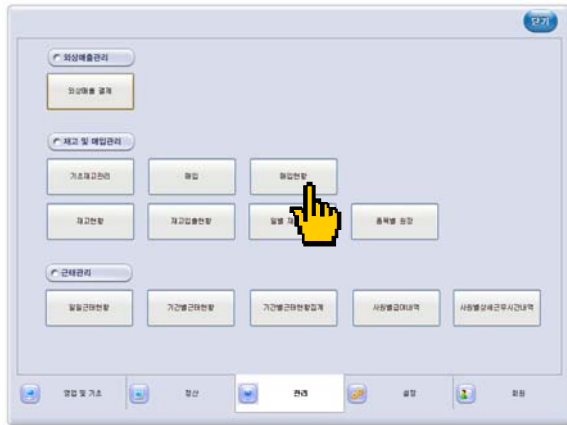 닫기
외상매출관리
외상매출 결제
재고 및 매입관리
기초재고관리
매입
매입현황
재고현황
재고입출현황
일별 재
품목별 원장
근태관리
일일근태현황
기간별근태현황
기간별근태현황집계
사원별급여내역
사원별상세근무시간내역
영업 및 기초
정산
관리
설정
회원